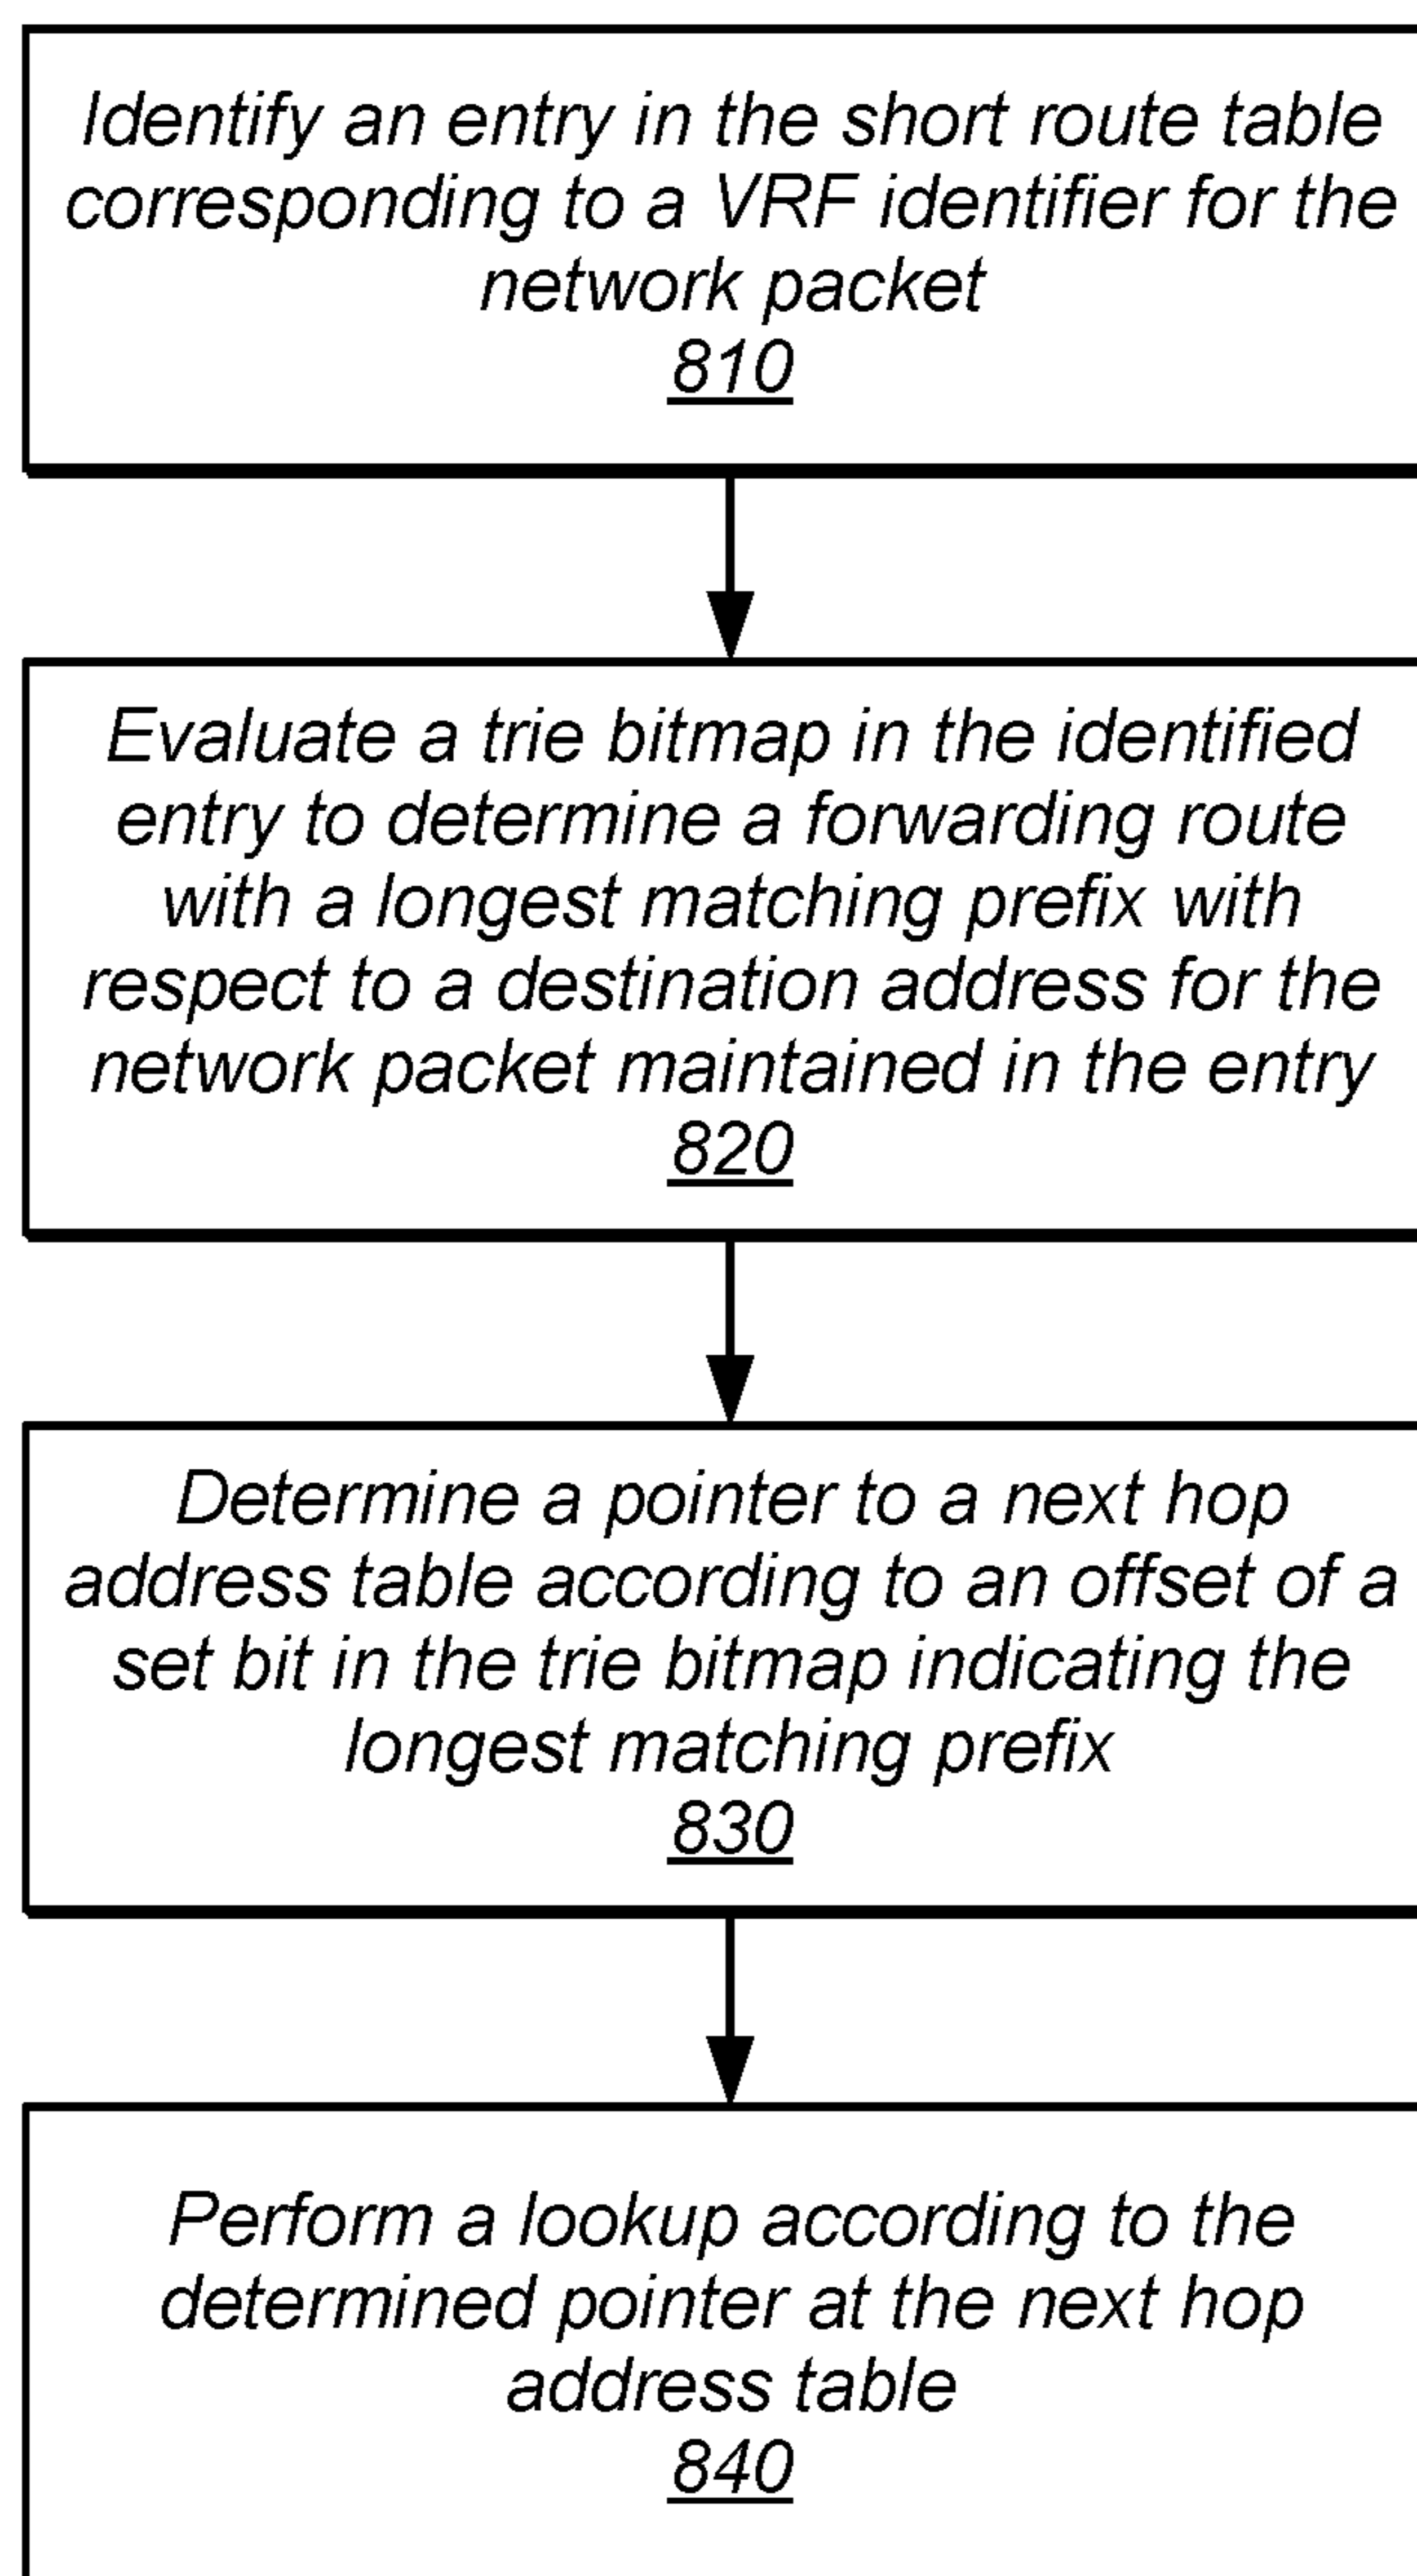 Identify an entry in the short route table
corresponding to a VRF identifier for the
network packet
810
Evaluate a trie bitmap in the identified
entry to determine a forwarding route
with a longest matching prefix with
respect to a destination address for the
network packet maintained in the entry
820
Determine a pointer to a next hop
address table according to an offset of a
set bit in the trie bitmap indicating the
longest matching prefix
830
Perform a lookup according to the
determined pointer at the next hop
address table
840